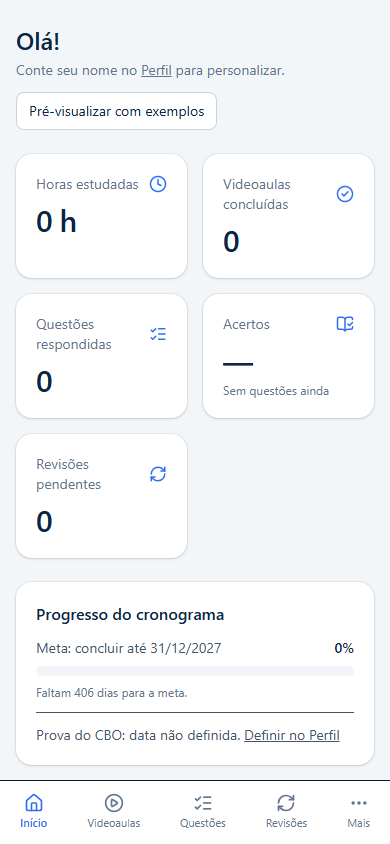 Olá!
Conte seu nome no Perfil para personalizar.
Pré-visualizar com exemplos
Horas estudadas
0 h
Videoaulas
concluídas
0
Questões
respondidas
0
Acertos
—
Sem questões ainda
Revisões
pendentes
0
Progresso do cronograma
Meta: concluir até 31/12/2027 0%
Faltam 406 dias para a meta.
Prova do CBO: data não definida. Definir no Perfil
Início Videoaulas Questões Revisões Mais